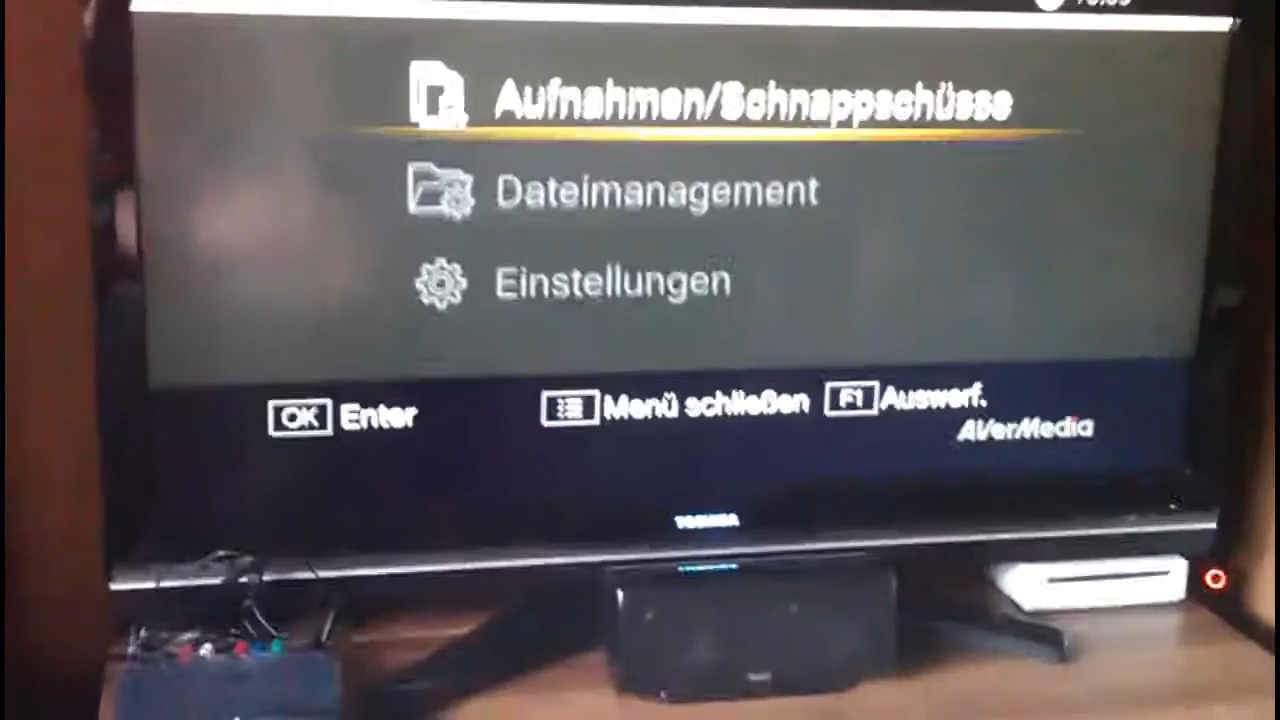 Aufnahmen/Schnappschüsse
Dateimanagement
Einstellungen
OK Enter
Menü schließen
F1 Auswerf.
AVerMedia
TOSHIBA